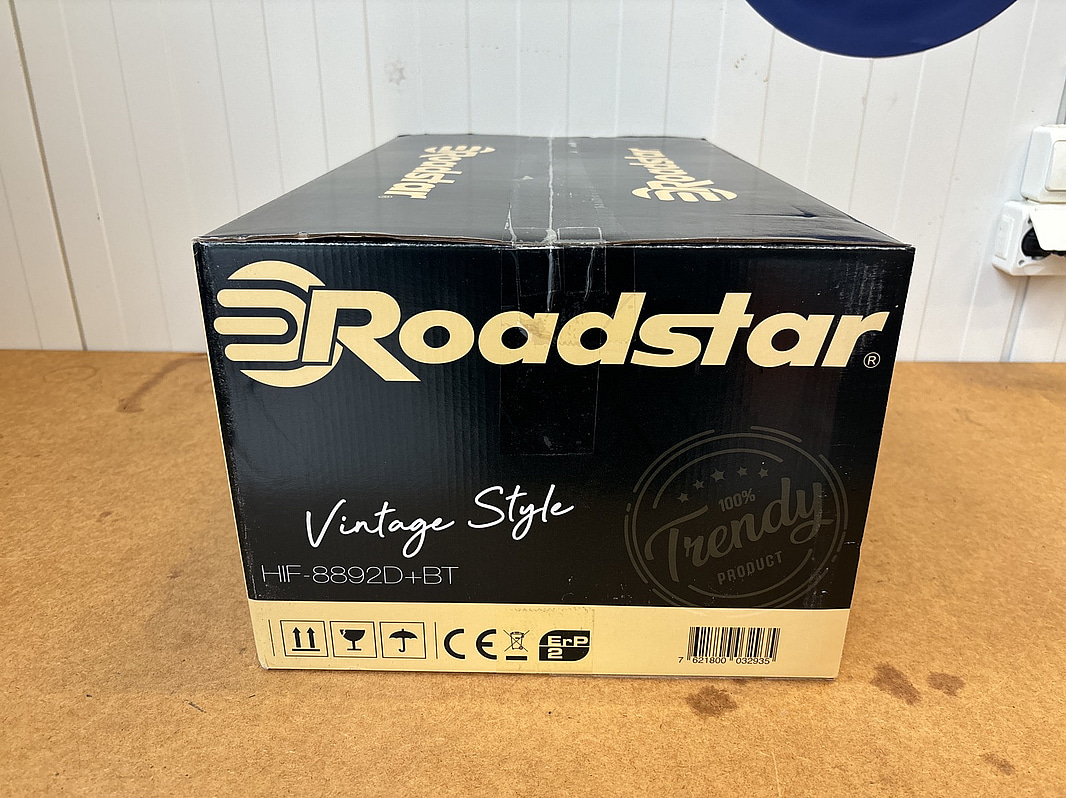 Roadstar
Roadstar
Roadstar®
Vintage Style
HIF-8892D+BT
100%
Trendy
PRODUCT
CE
ErP
2
7 621800 032935